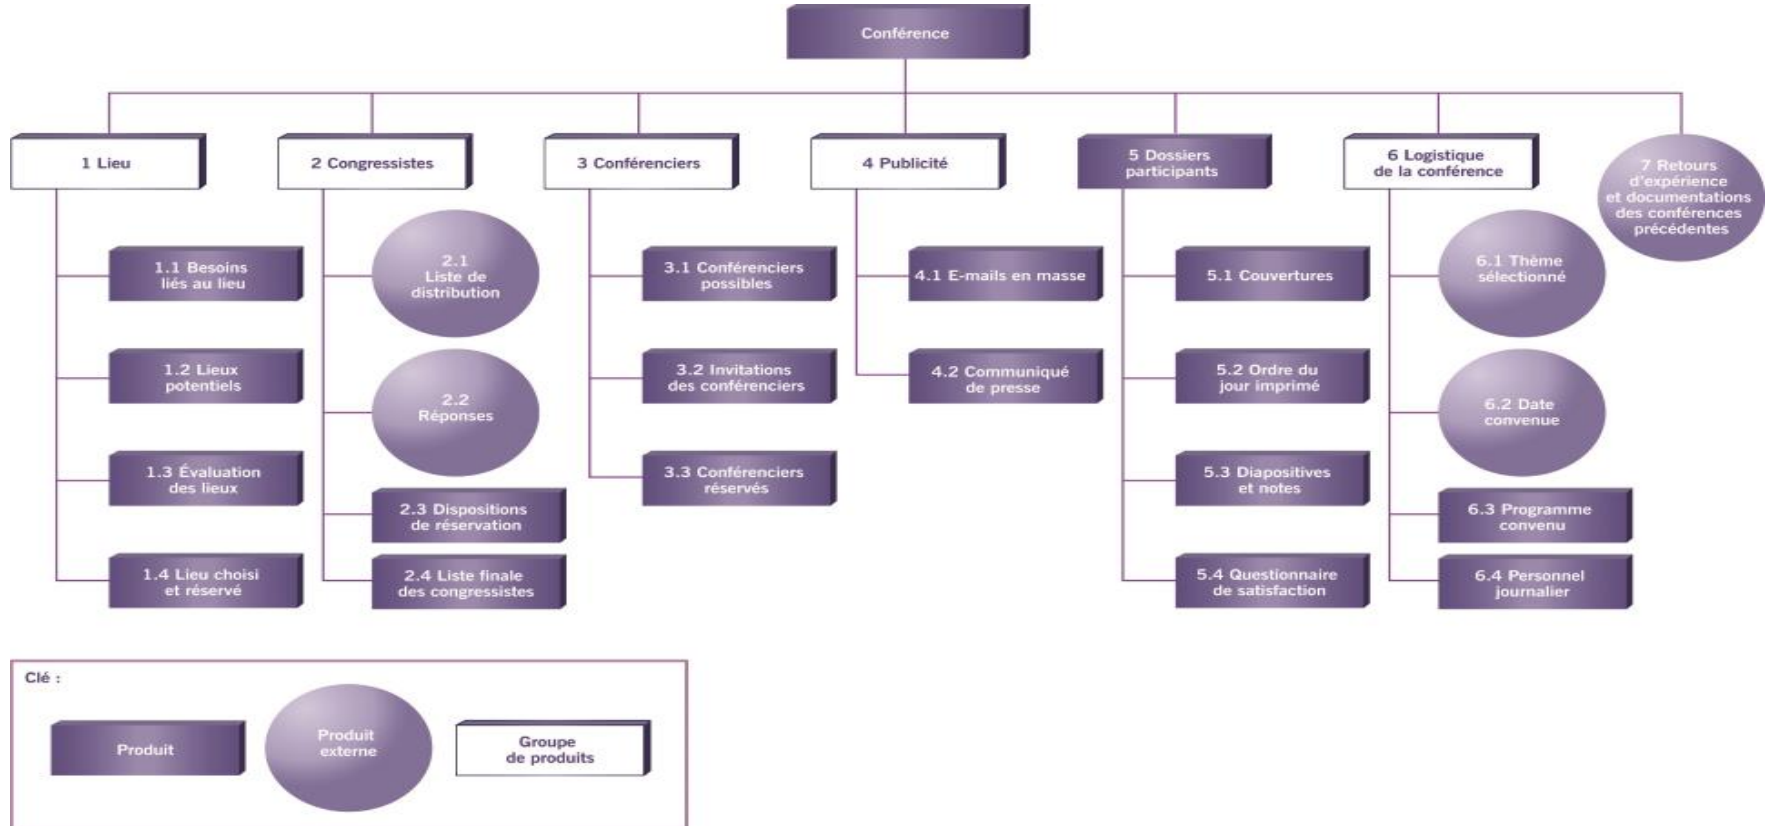 Conférence
1 Lieu
2 Congressistes
3 Conférenciers
4 Publicité
5 Dossiers
participants
6 Logistique
de la conférence
7 Retours
d'expérience
et documentations
des conférences
précédentes
1.1 Besoins
liés au lieu
1.2 Lieux
potentiels
1.3 Évaluation
des lieux
1.4 Lieu choisi
et réservé
2.1
Liste de
distribution
2.2
Réponses
2.3 Dispositions
de réservation
2.4 Liste finale
des congressistes
3.1 Conférenciers
possibles
3.2 Invitations
des conférenciers
3.3 Conférenciers
réservés
4.1 E-mails en masse
4.2 Communiqué
de presse
5.1 Couvertures
5.2 Ordre du
jour imprimé
5.3 Diapositives
et notes
5.4 Questionnaire
de satisfaction
6.1 Thème
sélectionné
6.2 Date
convenue
6.3 Programme
convenu
6.4 Personnel
journalier
Clé :
Produit
Produit
externe
Groupe
de produits